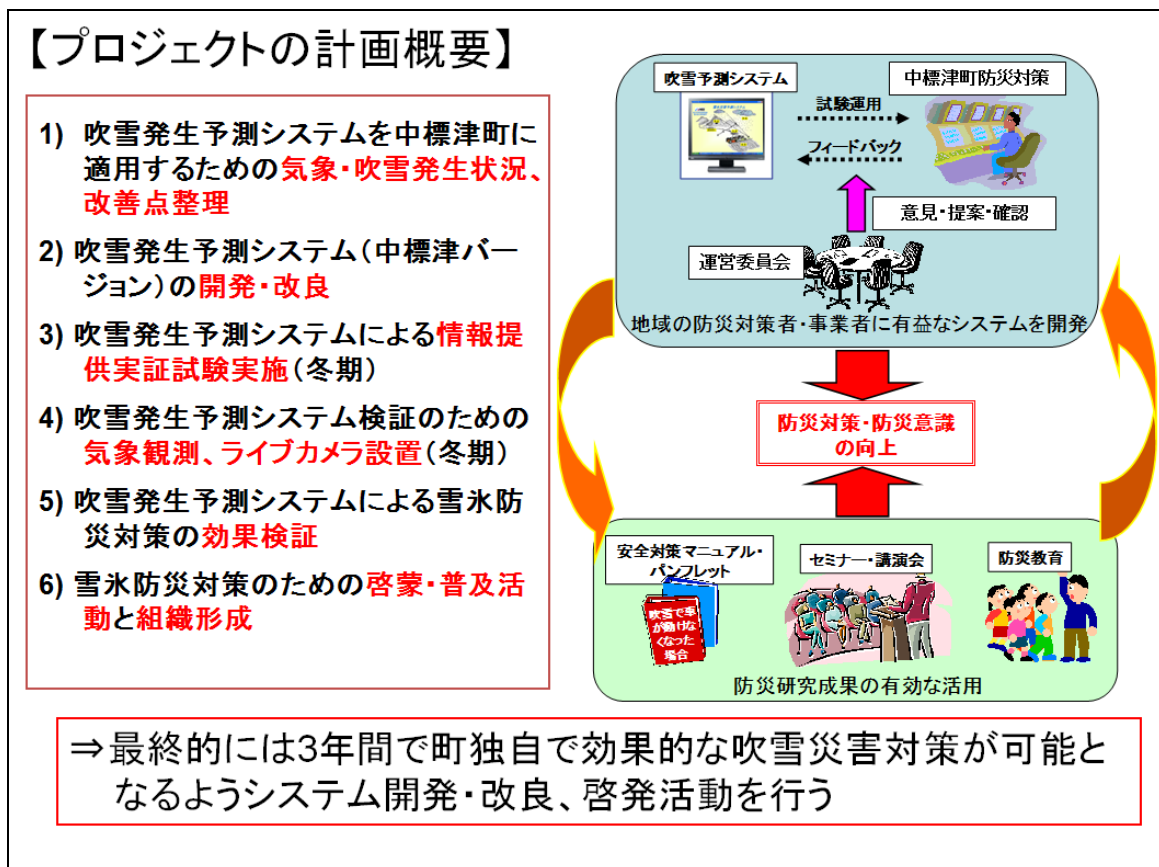 【プロジェクトの計画概要】
1) 吹雪発生予測システムを中標津町に
適用するための気象・吹雪発生状況、
改善点整理
2) 吹雪発生予測システム(中標津バー
ジョン)の開発・改良
3) 吹雪発生予測システムによる情報提
供実証試験実施(冬期)
4) 吹雪発生予測システム検証のための
気象観測、ライブカメラ設置(冬期)
5) 吹雪発生予測システムによる雪氷防
災対策の効果検証
6) 雪氷防災対策のための啓蒙・普及活
動と組織形成
吹雪予測システム
中標津町防災対策
試験運用
フィードバック
意見・提案・確認
運営委員会
地域の防災対策者・事業者に有益なシステムを開発
防災対策・防災意識
の向上
安全対策マニュアル・
パンフレット
セミナー・講演会
防災教育
吹雪で車
が動けな
くなった
場合
防災研究成果の有効な活用
⇒最終的には3年間で町独自で効果的な吹雪災害対策が可能と
なるようシステム開発・改良、啓発活動を行う